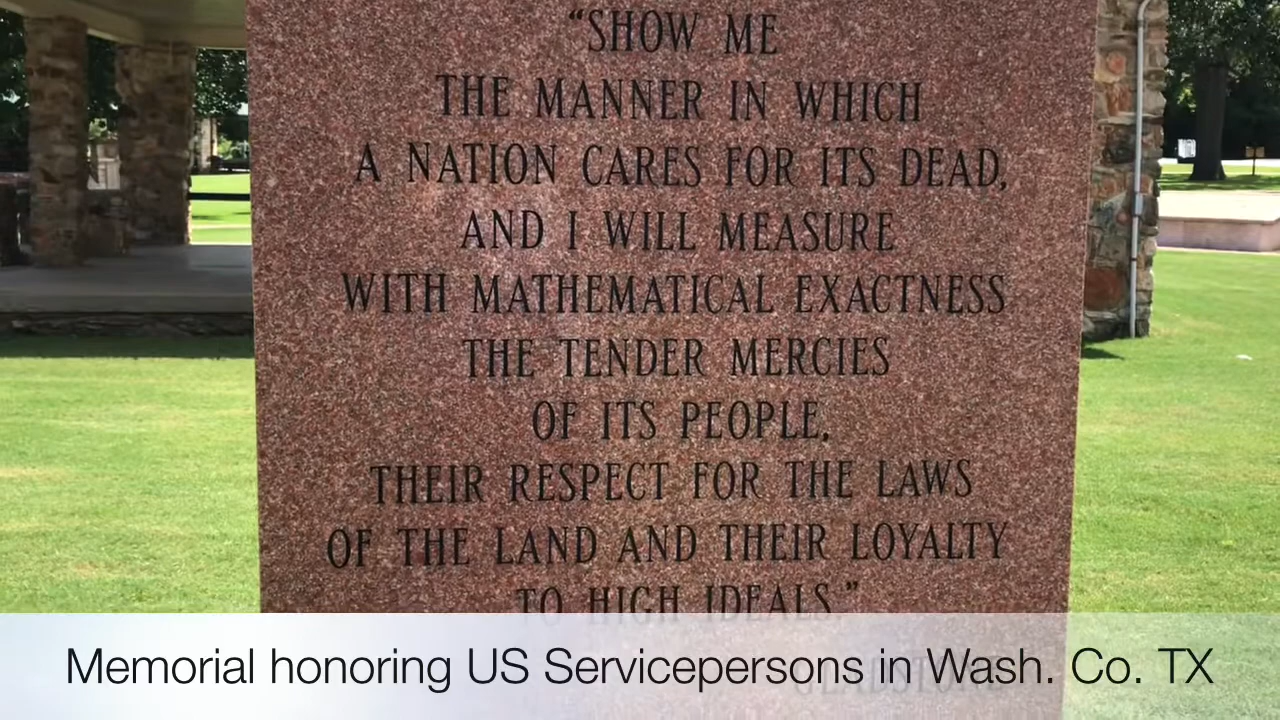 “SHOW ME
THE MANNER IN WHICH
A NATION CARES FOR ITS DEAD,
AND I WILL MEASURE
WITH MATHEMATICAL EXACTNESS
THE TENDER MERCIES
OF ITS PEOPLE,
THEIR RESPECT FOR THE LAWS
OF THE LAND AND THEIR LOYALTY
TO HIGH IDEALS.”
GLADSTONE
Memorial honoring US Servicepersons in Wash. Co. TX